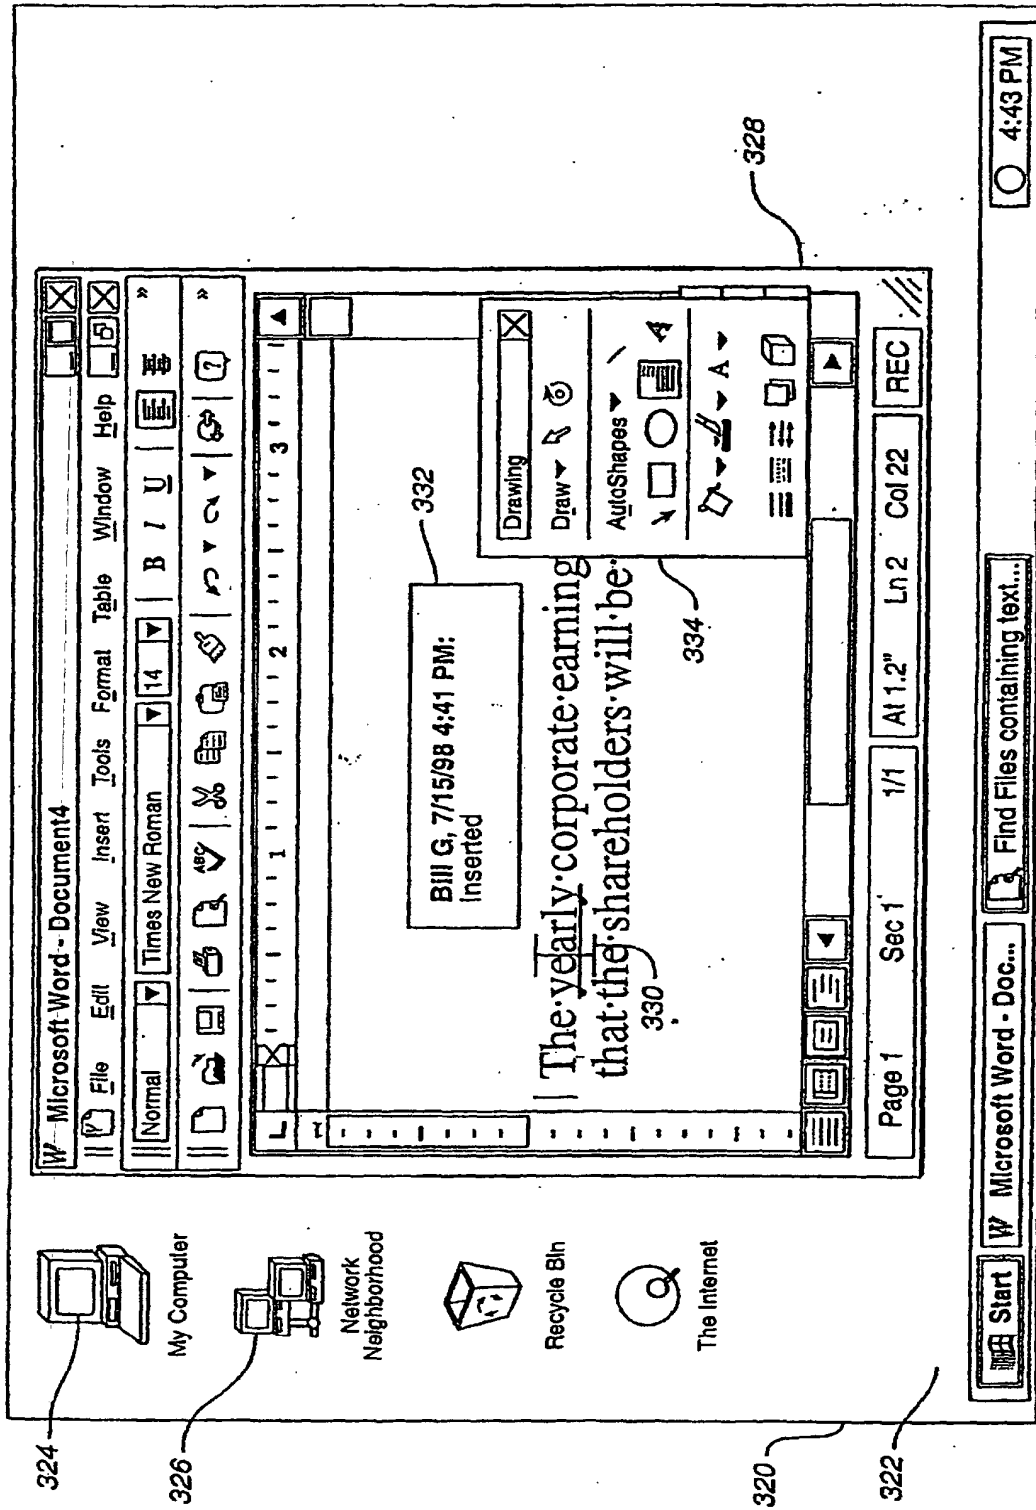 324
My Computer
326
Network
Neighborhood
Recycle Bin
The Internet
320
322
W Microsoft Word - Document4
File Edit View Insert Tools Format Table Window Help
Normal Times New Roman 14 B I U »
ABC ? »
L 1 2 3
332
Bill G, 7/15/98 4:41 PM:
Inserted
The·yearly·corporate·earning
that·the·shareholders·will·be·
330
334
328
Drawing
Draw
AutoShapes
A
A
Page 1 Sec 1 1/1 At 1.2" Ln 2 Col 22 REC
Start W Microsoft Word - Doc... Find Files containing text... 4:43 PM